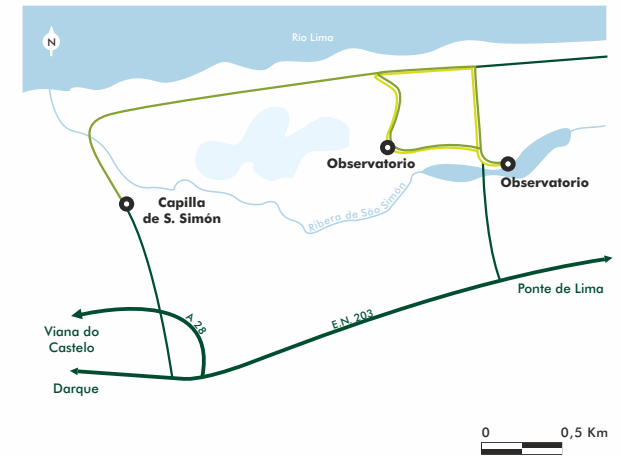 N
Rio Lima
Observatorio
Observatorio
Capilla
de S. Simón
Ribera de São Simón
A 28
E.N. 203
Ponte de Lima
Viana do
Castelo
Darque
0
0,5 Km